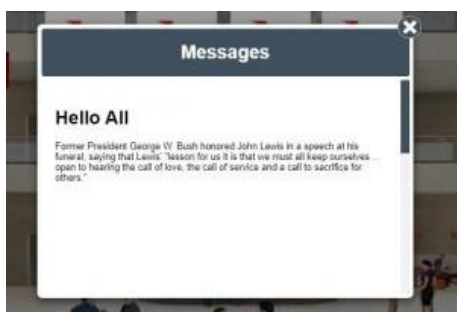 Messages
Hello All
Former President George W. Bush honored John Lewis in a speech at his
funeral, saying that Lewis' "lesson for us it is that we must all keep ourselves ...
open to hearing the call of love, the call of service and a call to sacrifice for
others."